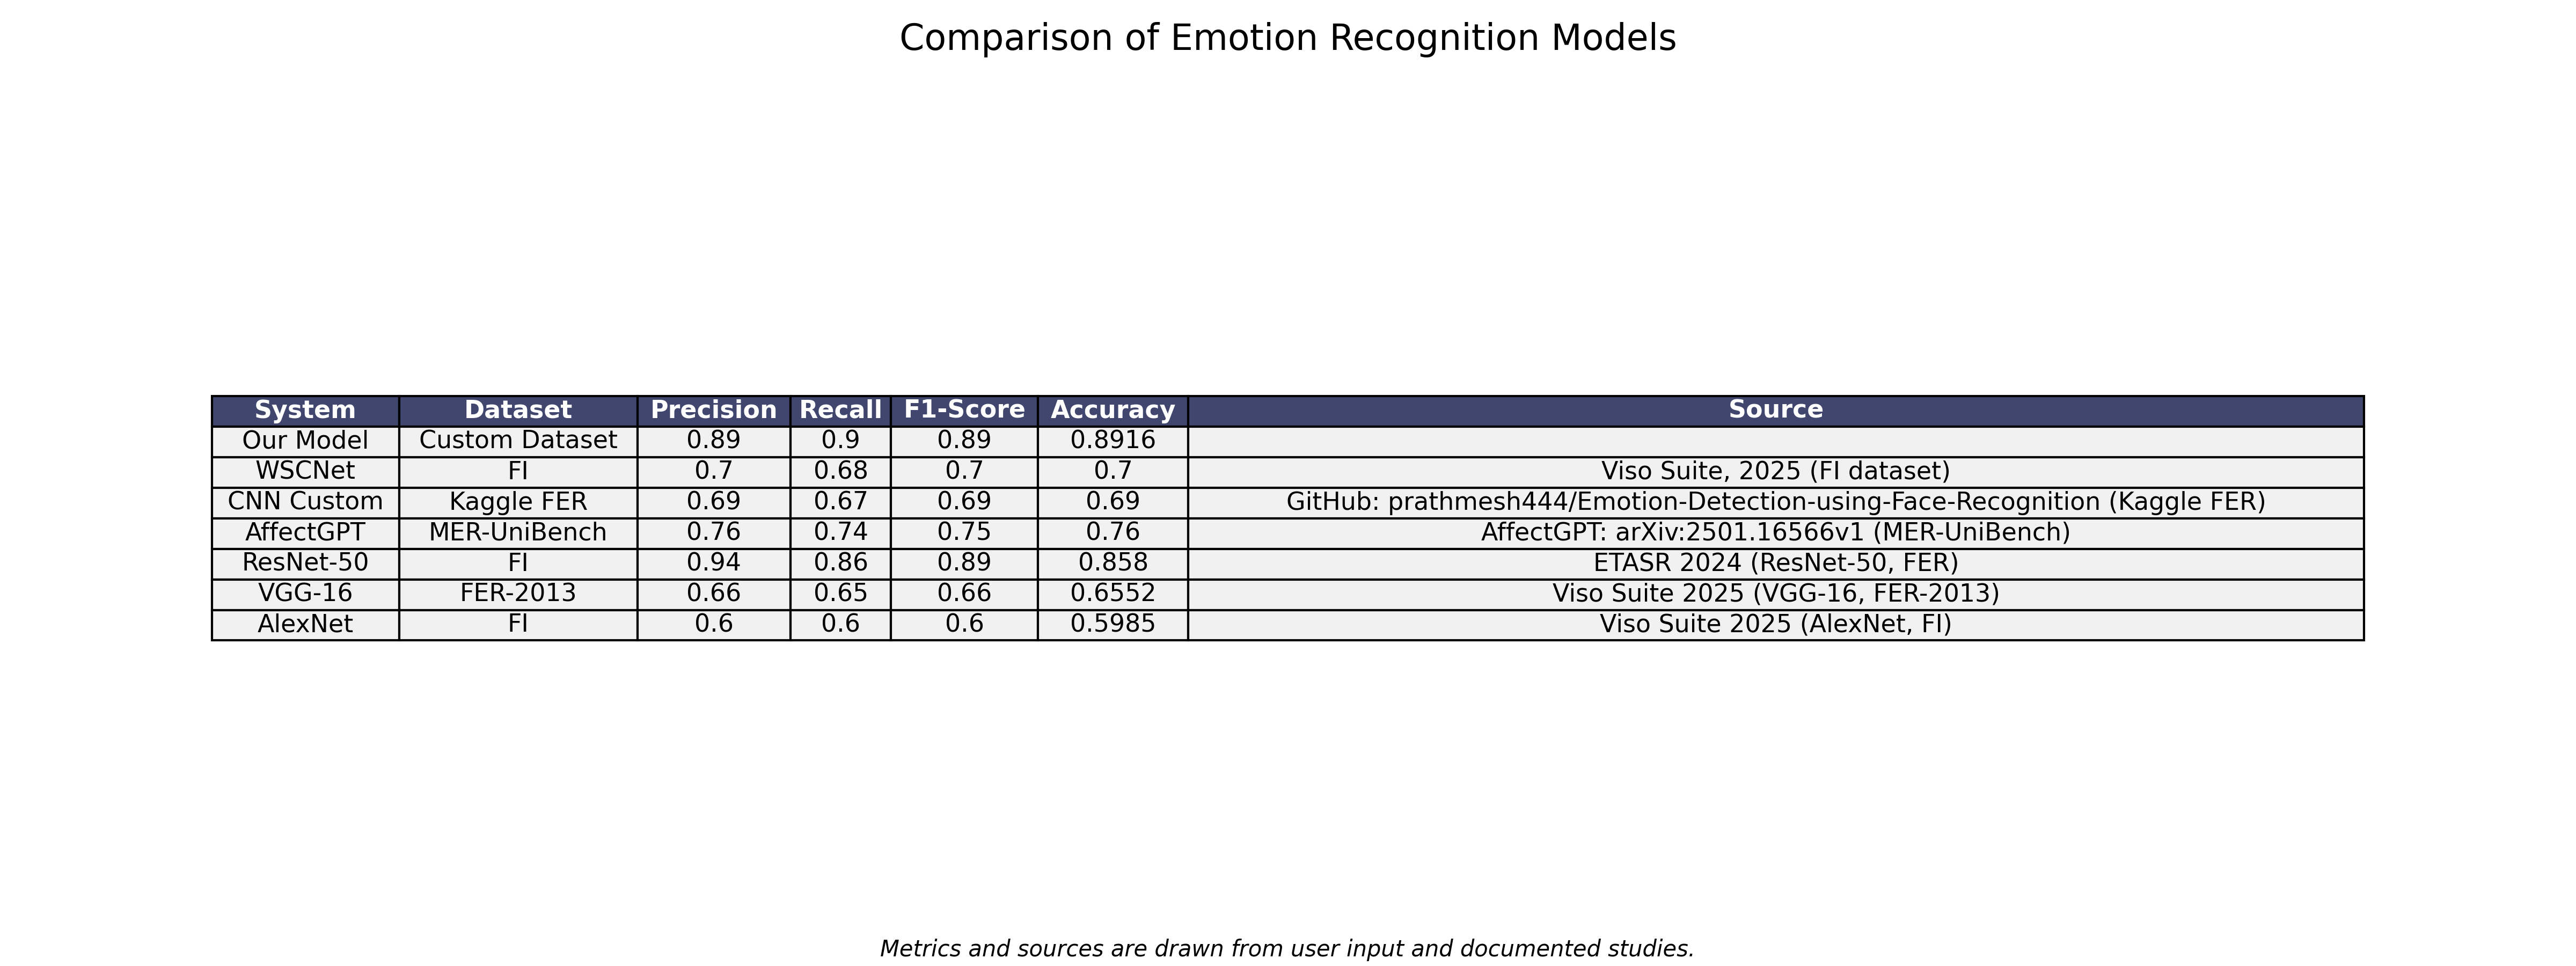 Comparison of Emotion Recognition Models
System Dataset Precision Recall F1-Score Accuracy Source
Our Model Custom Dataset 0.89 0.9 0.89 0.8916
WSCNet FI 0.7 0.68 0.7 0.7 Viso Suite, 2025 (FI dataset)
CNN Custom Kaggle FER 0.69 0.67 0.69 0.69 GitHub: prathmesh444/Emotion-Detection-using-Face-Recognition (Kaggle FER)
AffectGPT MER-UniBench 0.76 0.74 0.75 0.76 AffectGPT: arXiv:2501.16566v1 (MER-UniBench)
ResNet-50 FI 0.94 0.86 0.89 0.858 ETASR 2024 (ResNet-50, FER)
VGG-16 FER-2013 0.66 0.65 0.66 0.6552 Viso Suite 2025 (VGG-16, FER-2013)
AlexNet FI 0.6 0.6 0.6 0.5985 Viso Suite 2025 (AlexNet, FI)
Metrics and sources are drawn from user input and documented studies.